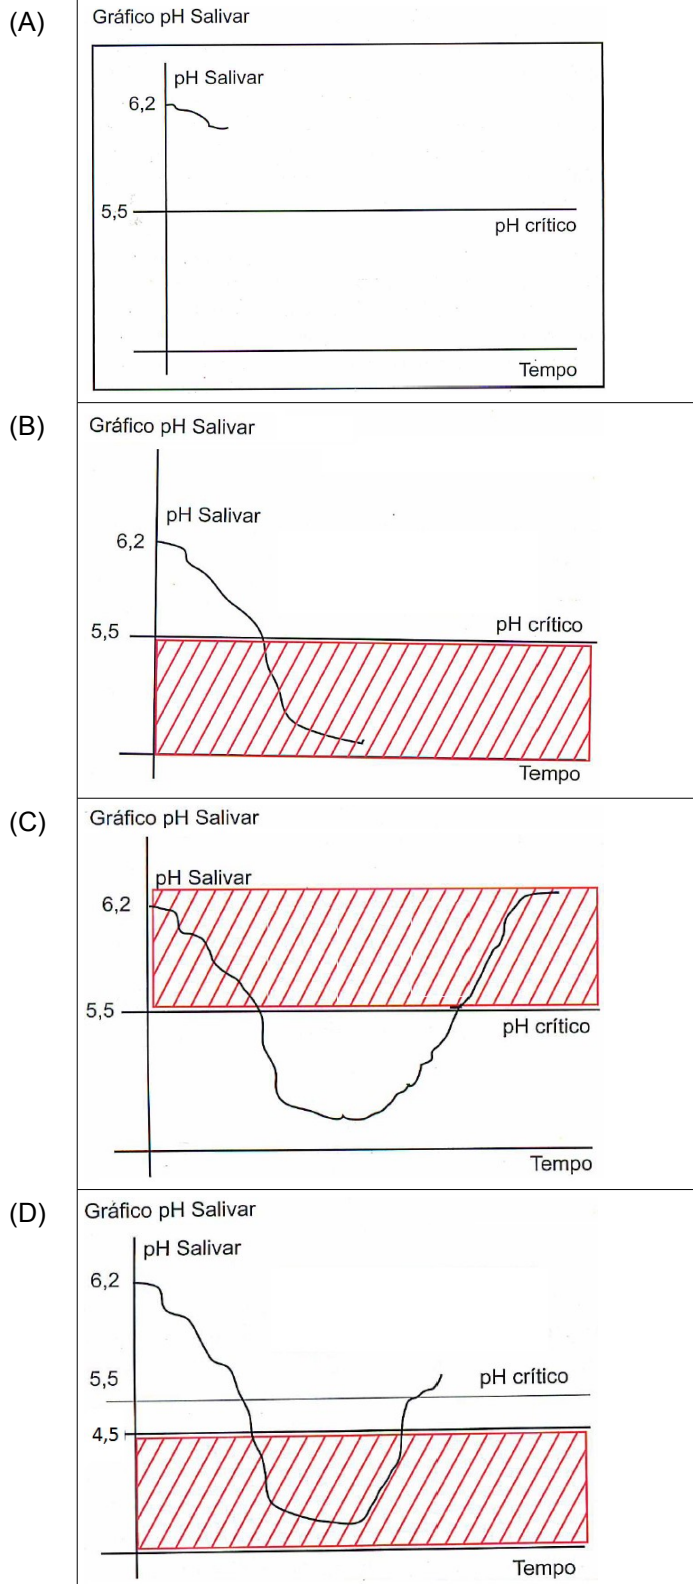 (A)
Gráfico pH Salivar
pH Salivar
6,2
5,5
pH crítico
Tempo
(B)
Gráfico pH Salivar
pH Salivar
6,2
5,5
pH crítico
Tempo
(C)
Gráfico pH Salivar
pH Salivar
6,2
5,5
pH crítico
Tempo
(D)
Gráfico pH Salivar
pH Salivar
6,2
5,5
pH crítico
4,5
Tempo